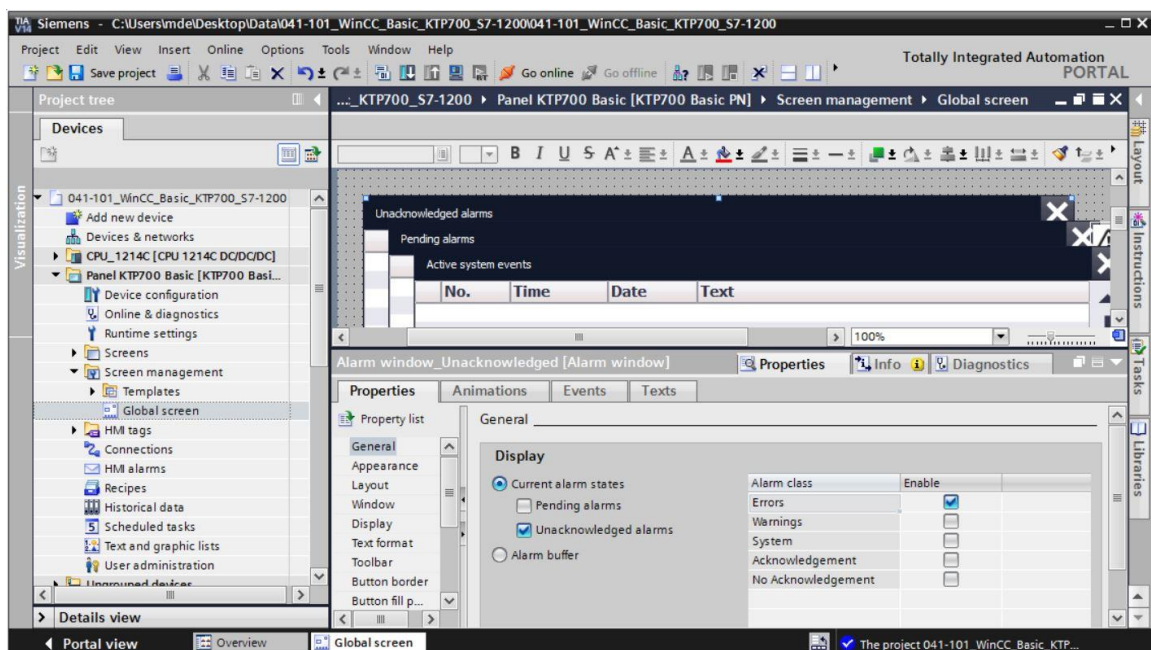 TIA V14 Siemens - C:\Users\mde\Desktop\Data\041-101_WinCC_Basic_KTP700_S7-1200\041-101_WinCC_Basic_KTP700_S7-1200
Project Edit View Insert Online Options Tools Window Help
Totally Integrated Automation
PORTAL
Save project
Go online
Go offline
Project tree
...:_KTP700_S7-1200 Panel KTP700 Basic [KTP700 Basic PN] Screen management Global screen
Devices
B I U S A
Visualization
041-101_WinCC_Basic_KTP700_S7-1200
Add new device
Devices & networks
CPU_1214C [CPU 1214C DC/DC/DC]
Panel KTP700 Basic [KTP700 Basi...
Device configuration
Online & diagnostics
Runtime settings
Screens
Screen management
Templates
Global screen
HMI tags
Connections
HMI alarms
Recipes
Historical data
Scheduled tasks
Text and graphic lists
User administration
Ungrouped devices
Details view
Unacknowledged alarms
Pending alarms
Active system events
No. Time Date Text
100%
Alarm window_Unacknowledged [Alarm window]
Properties
Info
Diagnostics
Properties Animations Events Texts
Property list
General
Appearance
Layout
Window
Display
Text format
Toolbar
Button border
Button fill p...
General
Display
Current alarm states
Pending alarms
Unacknowledged alarms
Alarm buffer
Alarm class Enable
Errors
Warnings
System
Acknowledgement
No Acknowledgement
Layout
Instructions
Tasks
Libraries
Portal view
Overview
Global screen
The project 041-101_WinCC_Basic_KTP...